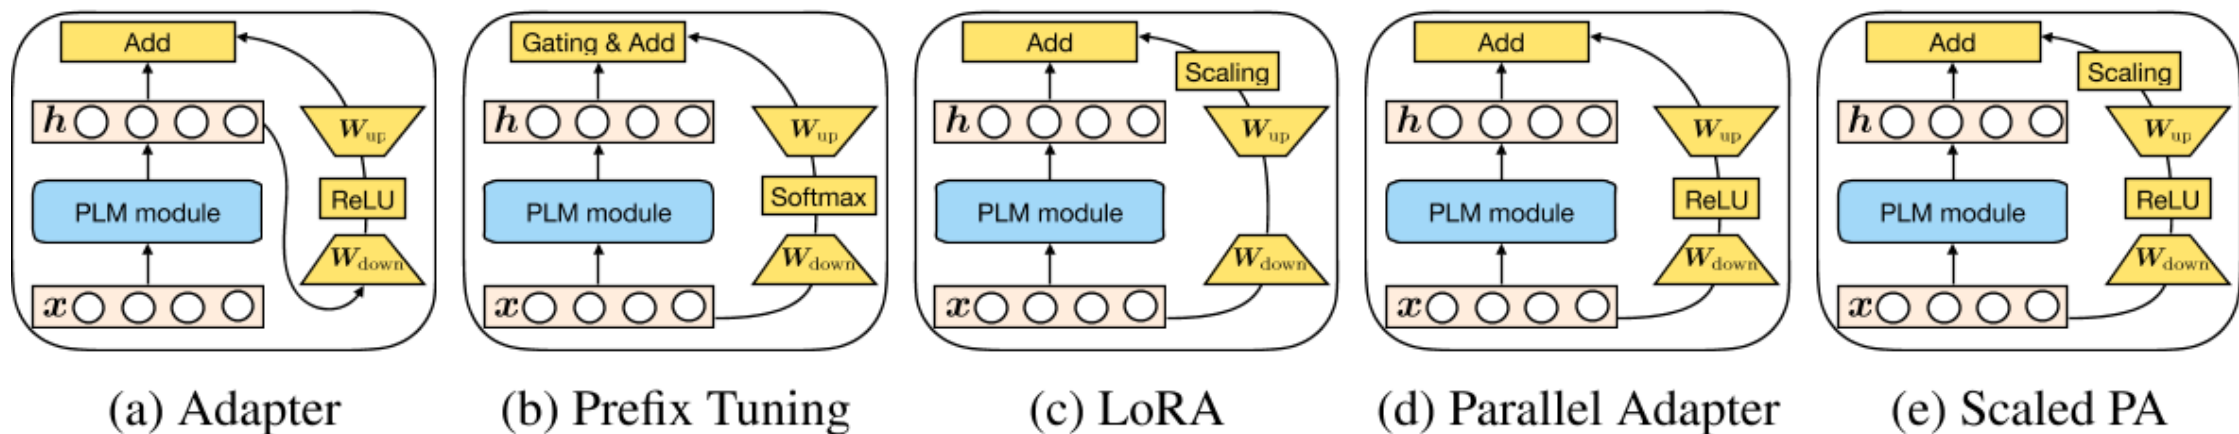 Add
h
W_up
ReLU
PLM module
W_down
x
(a) Adapter
Gating & Add
h
W_up
Softmax
PLM module
W_down
x
(b) Prefix Tuning
Add
Scaling
h
W_up
PLM module
W_down
x
(c) LoRA
Add
h
W_up
ReLU
PLM module
W_down
x
(d) Parallel Adapter
Add
Scaling
h
W_up
ReLU
PLM module
W_down
x
(e) Scaled PA